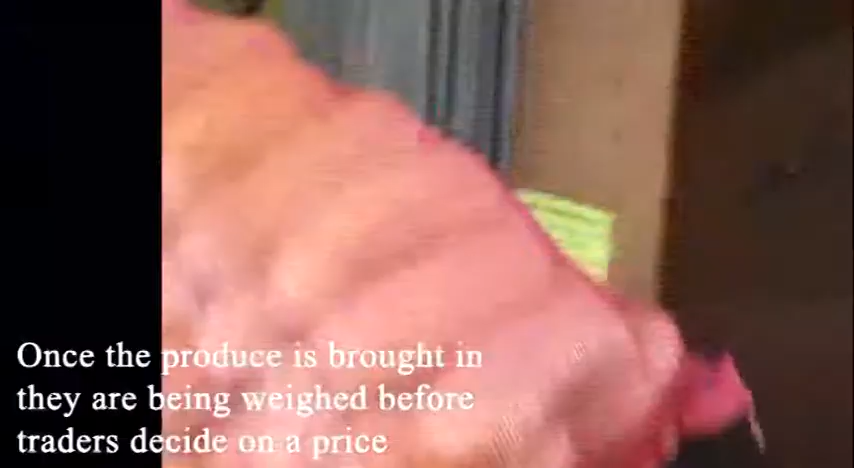 Once the produce is brought in
they are being weighed before
traders decide on a price